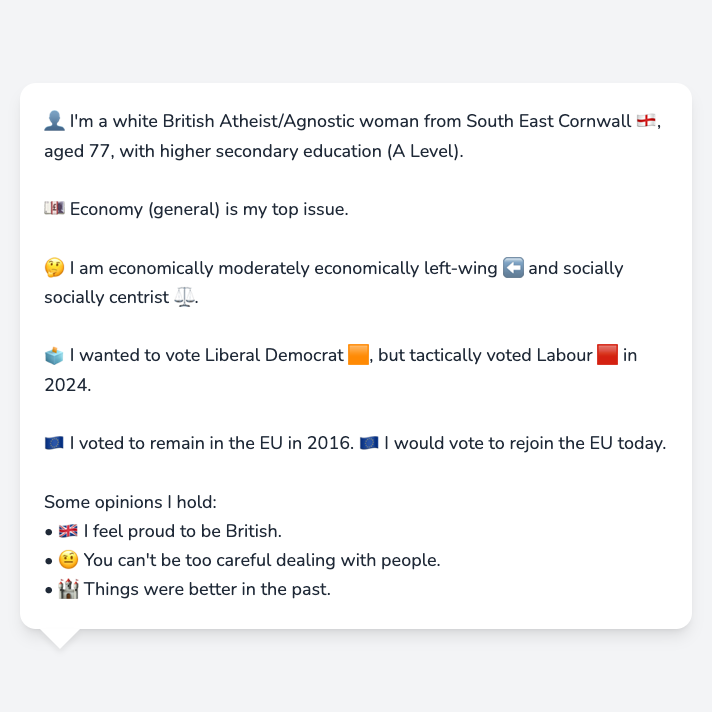 👤 I'm a white British Atheist/Agnostic woman from South East Cornwall 🏴󠁧󠁢󠁥󠁮󠁧󠁿,
aged 77, with higher secondary education (A Level).
💷 Economy (general) is my top issue.
🤔 I am economically moderately economically left-wing ⬅️ and socially
socially centrist ⚖️.
🗳️ I wanted to vote Liberal Democrat 🟧, but tactically voted Labour 🟥 in
2024.
🇪🇺 I voted to remain in the EU in 2016. 🇪🇺 I would vote to rejoin the EU today.
Some opinions I hold:
• 🇬🇧 I feel proud to be British.
• 🤨 You can't be too careful dealing with people.
• 🏰 Things were better in the past.